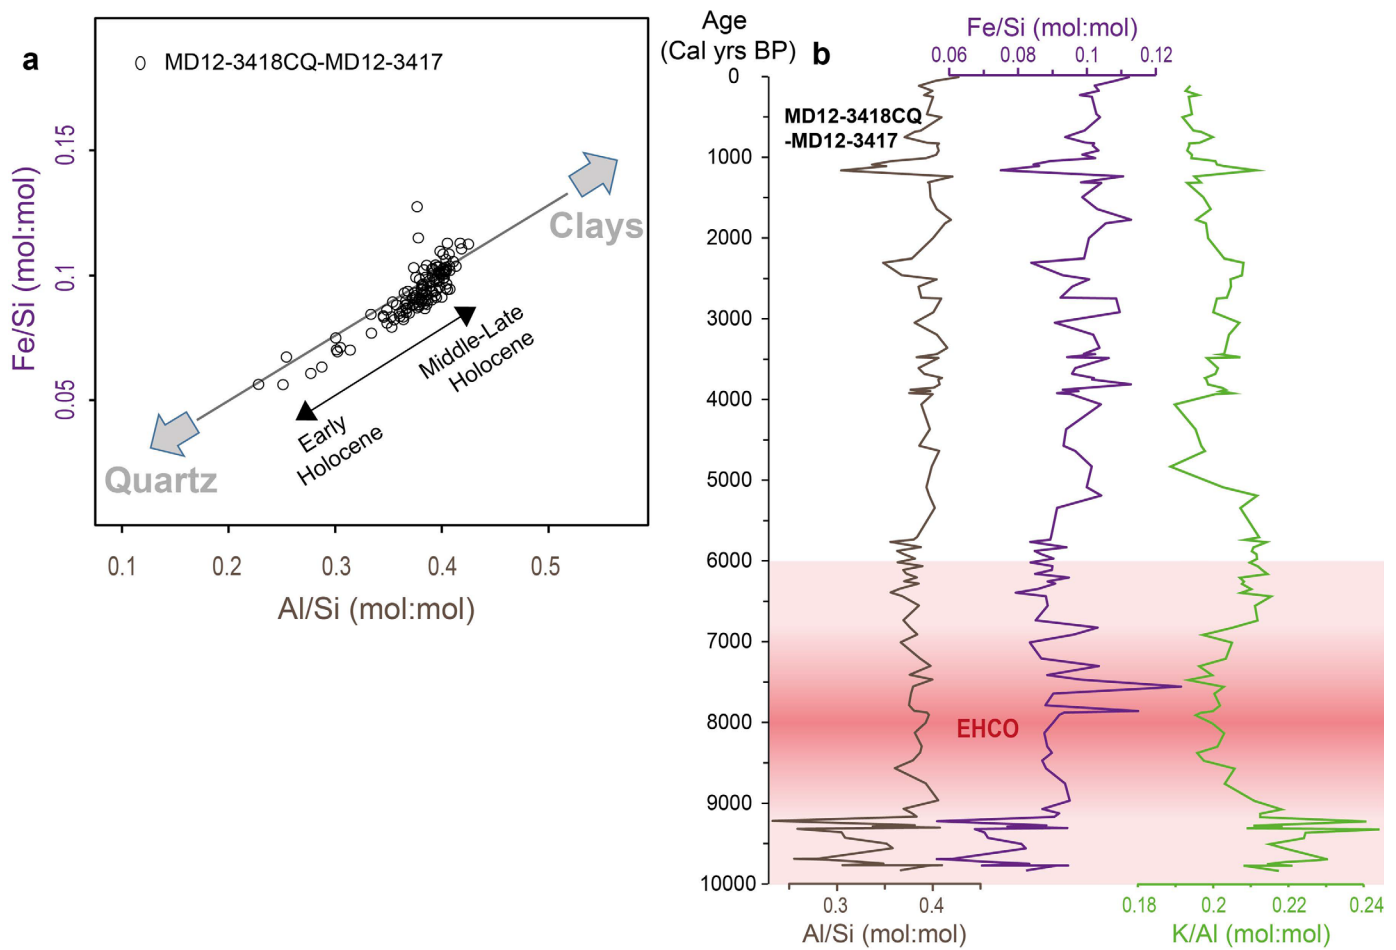 a
MD12-3418CQ-MD12-3417
Fe/Si (mol:mol)
0.15
0.1
0.05
Clays
Middle-Late
Holocene
Early
Holocene
Quartz
0.1 0.2 0.3 0.4 0.5
Al/Si (mol:mol)
Age
(Cal yrs BP)
b
Fe/Si (mol:mol)
0.06 0.08 0.1 0.12
MD12-3418CQ
-MD12-3417
0
1000
2000
3000
4000
5000
6000
7000
8000
9000
10000
EHCO
0.3 0.4
Al/Si (mol:mol)
0.18 0.2 0.22 0.24
K/Al (mol:mol)